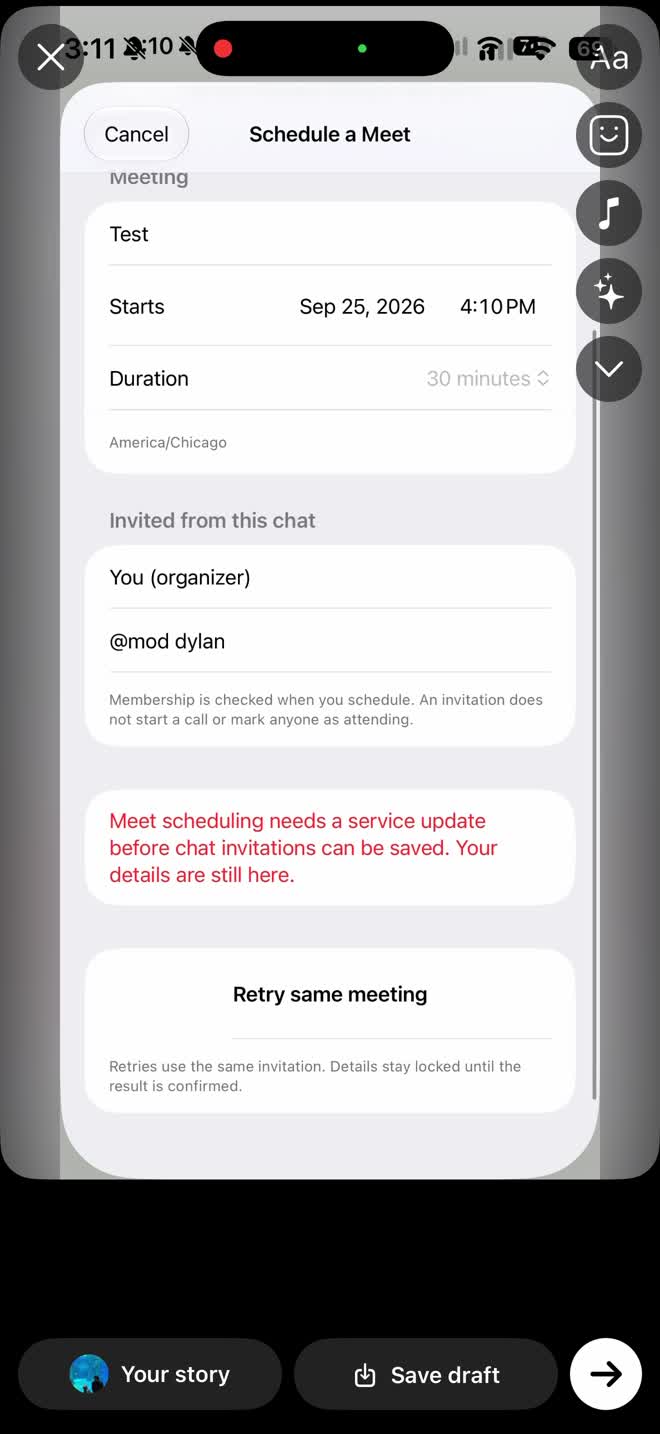 3:11
:10
69
Aa
Cancel
Schedule a Meet
Meeting
Test
Starts
Sep 25, 2026
4:10 PM
Duration
30 minutes
America/Chicago
Invited from this chat
You (organizer)
@mod dylan
Membership is checked when you schedule. An invitation does
not start a call or mark anyone as attending.
Meet scheduling needs a service update
before chat invitations can be saved. Your
details are still here.
Retry same meeting
Retries use the same invitation. Details stay locked until the
result is confirmed.
Your story
Save draft